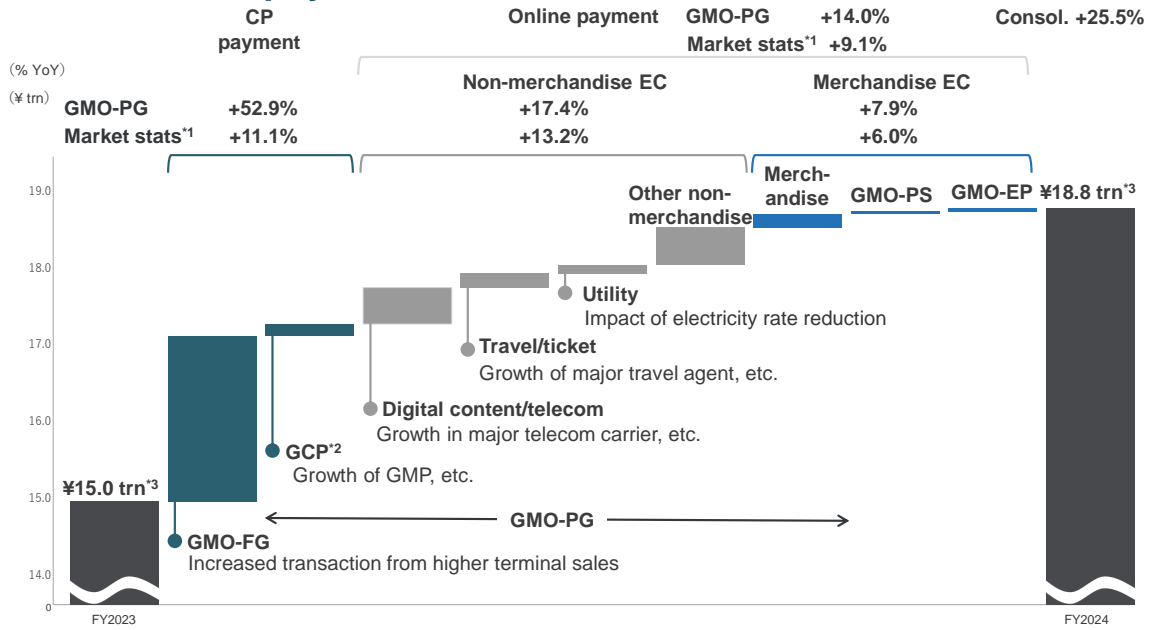 CP
payment
Online payment GMO-PG +14.0%
Market stats*1 +9.1%
Consol. +25.5%
(% YoY)
(¥ trn)
Non-merchandise EC
Merchandise EC
GMO-PG +52.9% +17.4% +7.9%
Market stats*1 +11.1% +13.2% +6.0%
19.0
18.0
17.0
16.0
15.0
14.0
0
Other non-
merchandise
Merch-
andise
GMO-PS
GMO-EP
¥18.8 trn*3
Utility
Impact of electricity rate reduction
Travel/ticket
Growth of major travel agent, etc.
Digital content/telecom
Growth in major telecom carrier, etc.
GCP*2
Growth of GMP, etc.
¥15.0 trn*3
GMO-PG
GMO-FG
Increased transaction from higher terminal sales
FY2023
FY2024